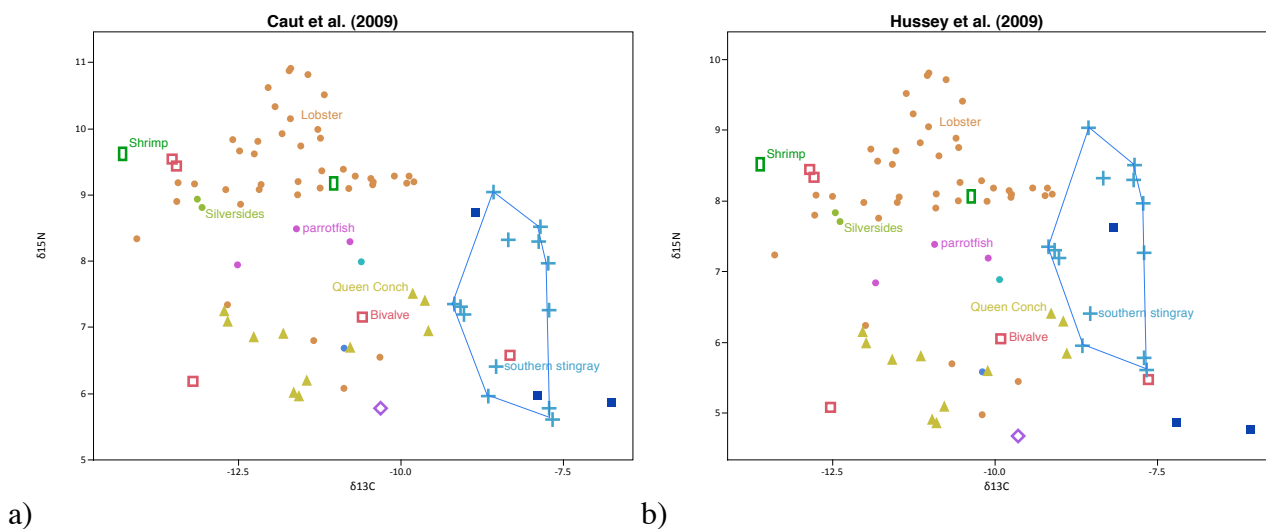 Caut et al. (2009)
11
10
9
8
7
6
5
δ15N
Shrimp
Lobster
Silversides
parrotfish
Queen Conch
Bivalve
southern stingray
-12.5
-10.0
-7.5
δ13C
a)
Hussey et al. (2009)
10
9
8
7
6
5
δ15N
Lobster
Shrimp
Silversides
parrotfish
Queen Conch
southern stingray
Bivalve
-12.5
-10.0
-7.5
δ13C
b)